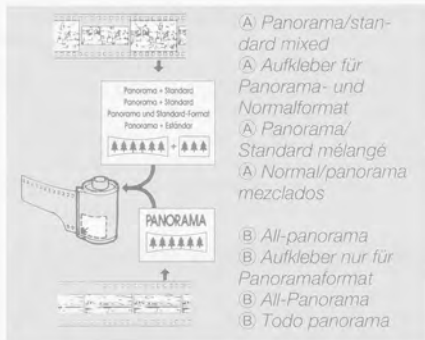 Ⓐ Panorama/stan-
dard mixed
Ⓐ Aufkleber für
Panorama- und
Normalformat
Ⓐ Panorama/
Standard mélangé
Ⓐ Normal/panorama
mezclados
Panorama + Standard
Panorama + Standard
Panorama und Standard-Format
Panorama + Estándar
+
PANORAMA
Ⓑ All-panorama
Ⓑ Aufkleber nur für
Panoramaformat
Ⓑ All-Panorama
Ⓑ Todo panorama